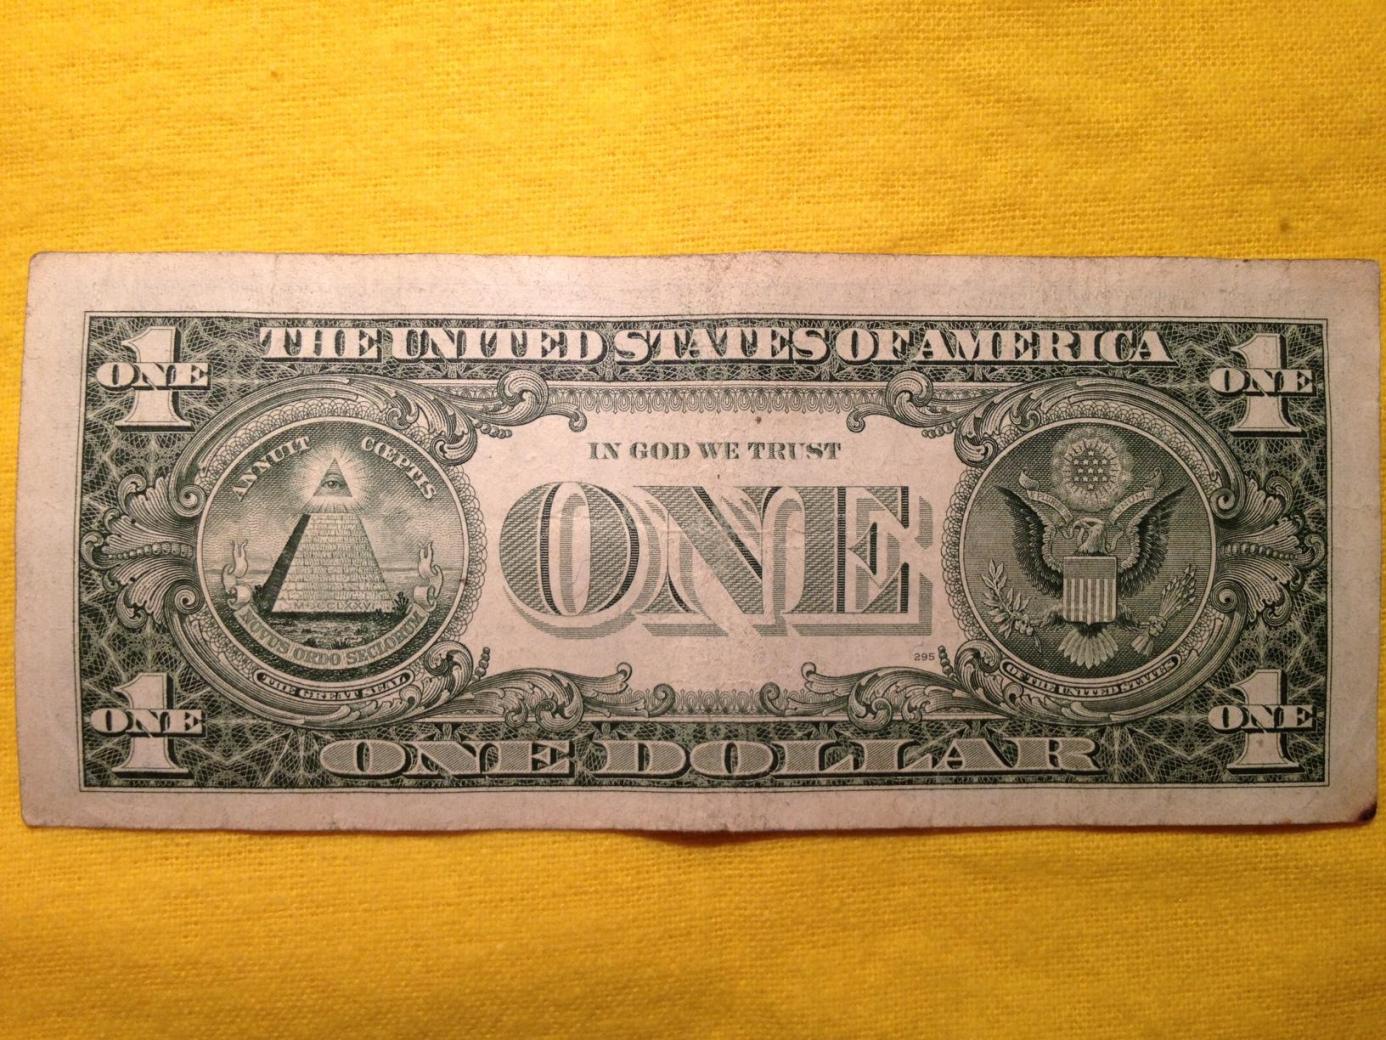 THE UNITED STATES OF AMERICA
1
ONE
1
ONE
ANNUIT CŒPTIS
IN GOD WE TRUST
ONE
NOVUS ORDO SECLORUM
THE GREAT SEAL
295
OF THE UNITED STATES
1
ONE
1
ONE
ONE DOLLAR